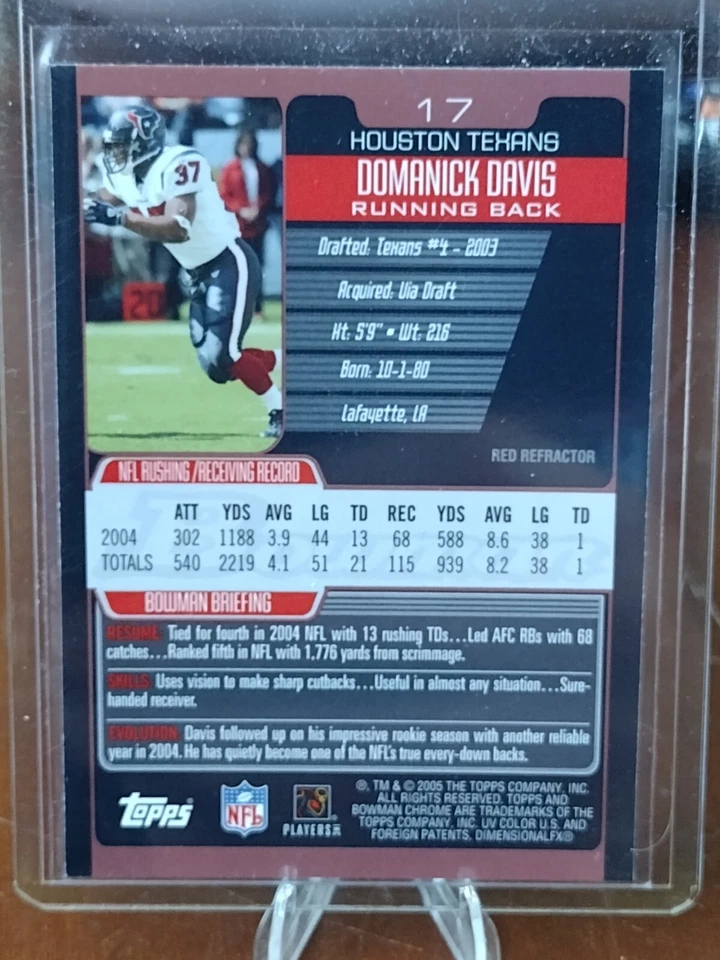 17
HOUSTON TEXANS
DOMANICK DAVIS
RUNNING BACK
37
20
Drafted: Texans #4 - 2003
Acquired: Via Draft
Ht: 5'9" • Wt: 216
Born: 10-1-80
Lafayette, LA
RED REFRACTOR
NFL RUSHING/RECEIVING RECORD
ATT YDS AVG LG TD REC YDS AVG LG TD
2004 302 1188 3.9 44 13 68 588 8.6 38 1
TOTALS 540 2219 4.1 51 21 115 939 8.2 38 1
BOWMAN BRIEFING
RESUME: Tied for fourth in 2004 NFL with 13 rushing TDs...Led AFC RBs with 68
catches...Ranked fifth in NFL with 1,776 yards from scrimmage.
SKILLS: Uses vision to make sharp cutbacks...Useful in almost any situation...Sure-
handed receiver.
EVOLUTION: Davis followed up on his impressive rookie season with another reliable
year in 2004. He has quietly become one of the NFL's true every-down backs.
topps
NFL
PLAYERS INC
®, TM & © 2005 THE TOPPS COMPANY, INC.
ALL RIGHTS RESERVED. TOPPS AND
BOWMAN CHROME ARE TRADEMARKS OF THE
TOPPS COMPANY, INC. UV COLOR U.S. AND
FOREIGN PATENTS. DIMENSIONALFX®